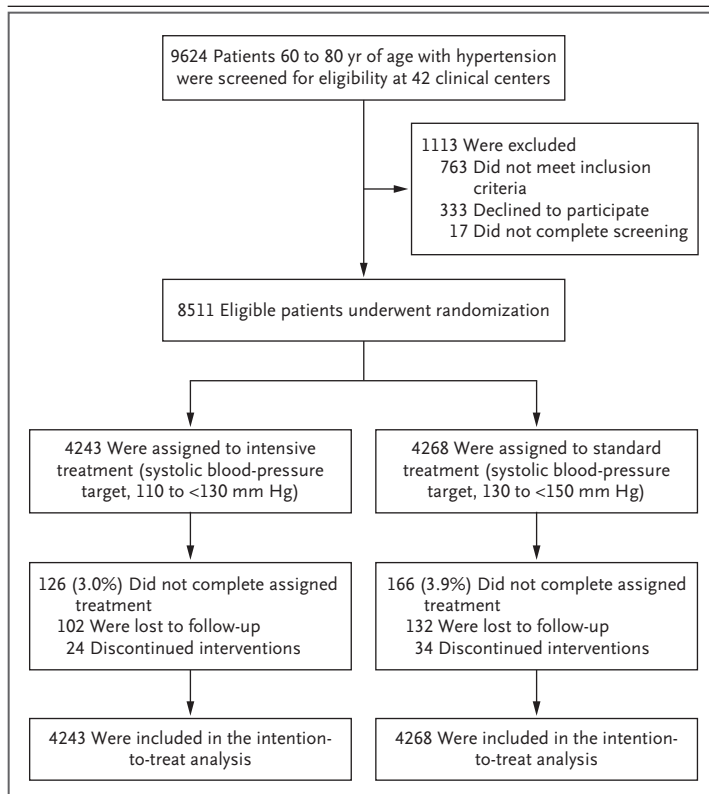 9624 Patients 60 to 80 yr of age with hypertension
were screened for eligibility at 42 clinical centers
1113 Were excluded
763 Did not meet inclusion
criteria
333 Declined to participate
17 Did not complete screening
8511 Eligible patients underwent randomization
4243 Were assigned to intensive
treatment (systolic blood-pressure
target, 110 to <130 mm Hg)
4268 Were assigned to standard
treatment (systolic blood-pressure
target, 130 to <150 mm Hg)
126 (3.0%) Did not complete assigned
treatment
102 Were lost to follow-up
24 Discontinued interventions
166 (3.9%) Did not complete assigned
treatment
132 Were lost to follow-up
34 Discontinued interventions
4243 Were included in the intention-
to-treat analysis
4268 Were included in the intention-
to-treat analysis